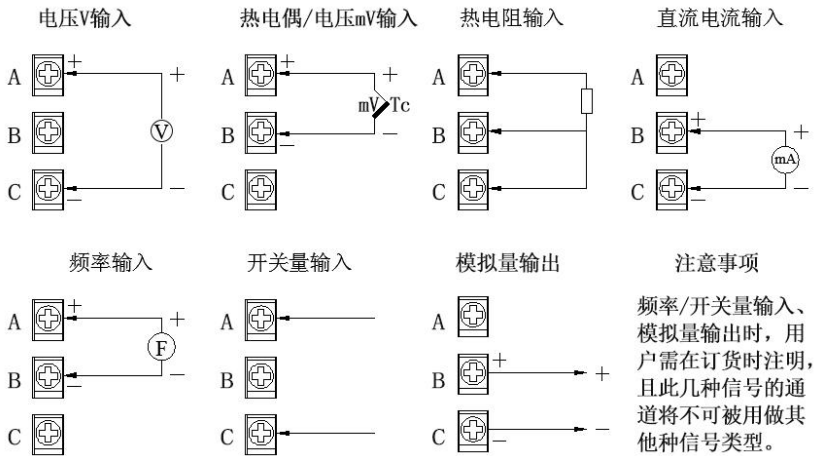 电压V输入
热电偶/电压mV输入
热电阻输入
直流电流输入
A + +
B V
C − −
A + +
B − mV Tc −
C
A
B
C
A
B + +
C − mA −
频率输入
开关量输入
模拟量输出
注意事项
A + +
B − F −
C
A
B
C
A
B + +
C − −
频率/开关量输入、
模拟量输出时，用
户需在订货时注明，
且此几种信号的通
道将不可被用做其
他种信号类型。